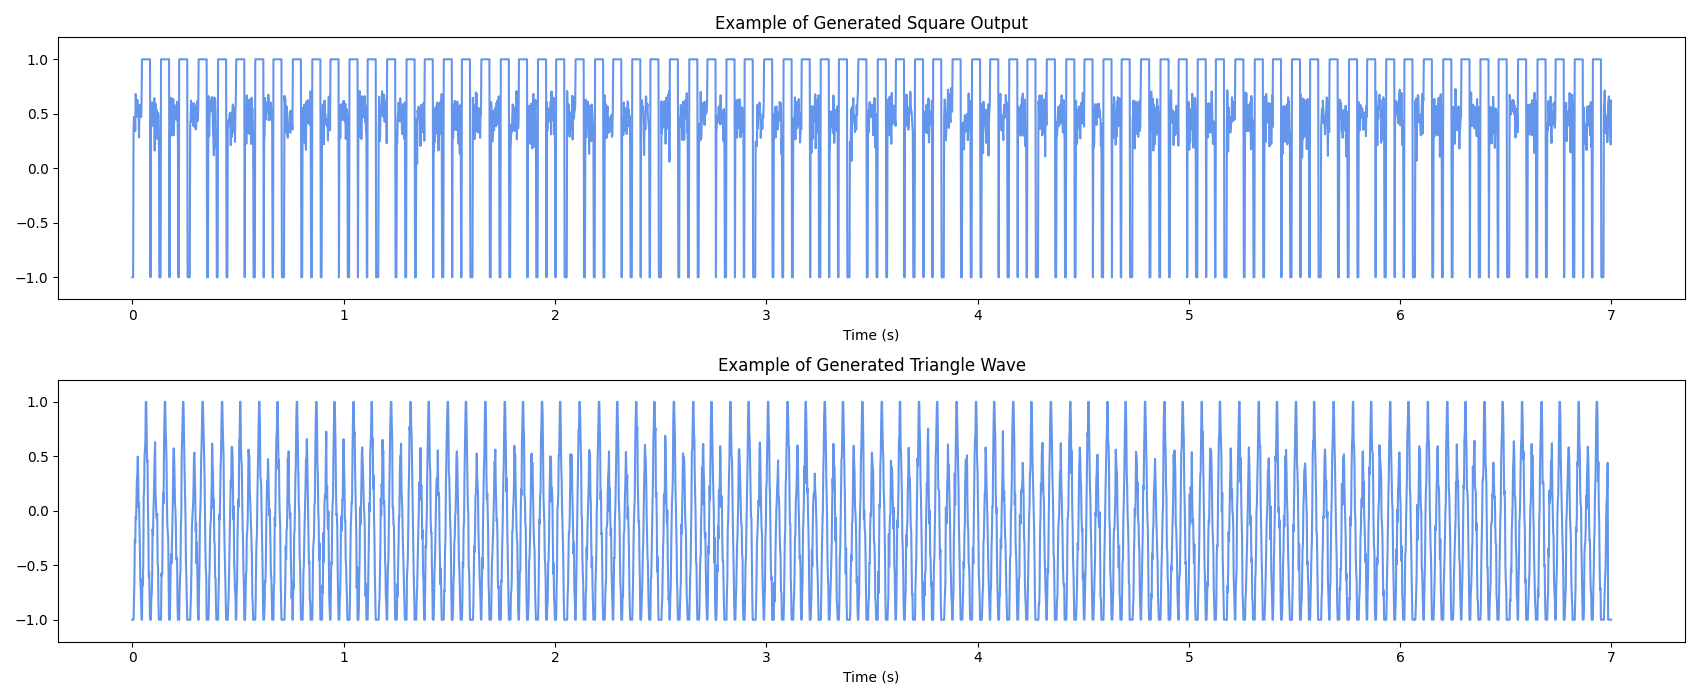 Example of Generated Square Output
1.0
0.5
0.0
−0.5
−1.0
0 1 2 3 4 5 6 7
Time (s)
Example of Generated Triangle Wave
1.0
0.5
0.0
−0.5
−1.0
0 1 2 3 4 5 6 7
Time (s)